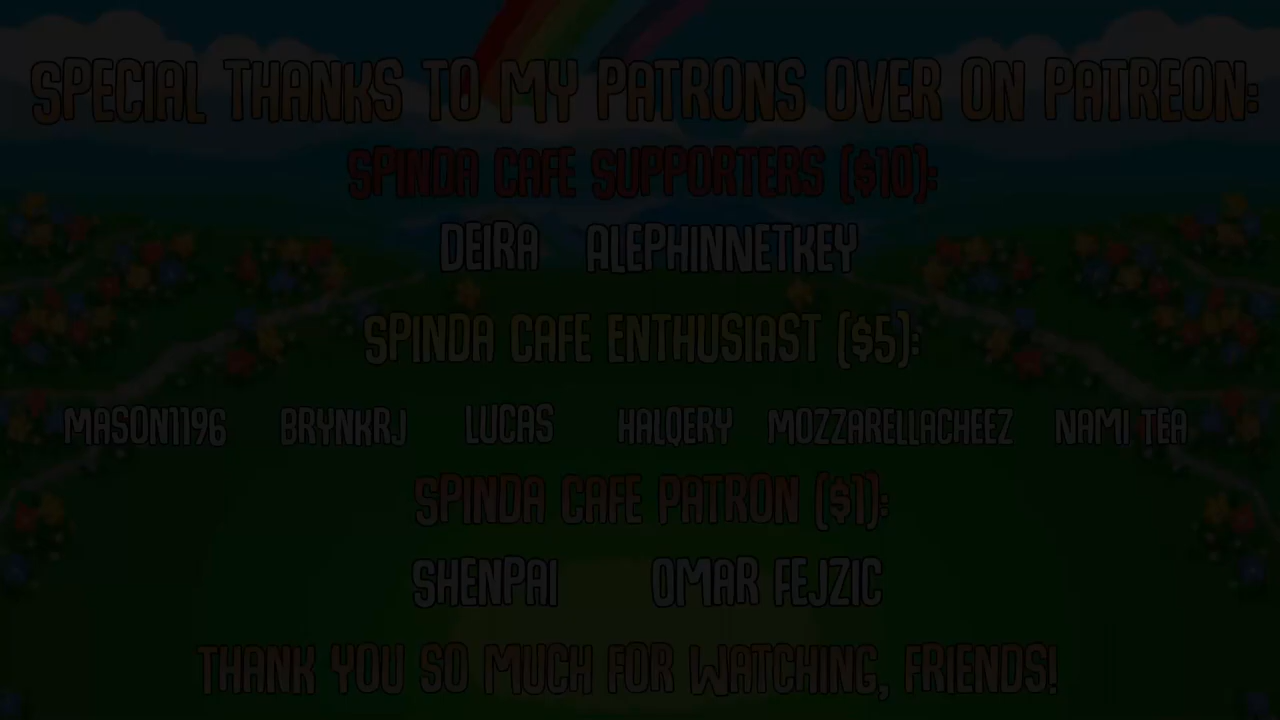 SPECIAL THANKS TO MY PATRONS OVER ON PATREON:
SPINDA CAFE SUPPORTERS ($10):
DEIRA ALEPHINNETKEY
SPINDA CAFE ENTHUSIAST ($5):
MASON1196 BRYNKRJ LUCAS HALQERY MOZZARELLACHEEZ NAMI TEA
SPINDA CAFE PATRON ($1):
SHENPAI OMAR FEJZIC
THANK YOU SO MUCH FOR WATCHING, FRIENDS!